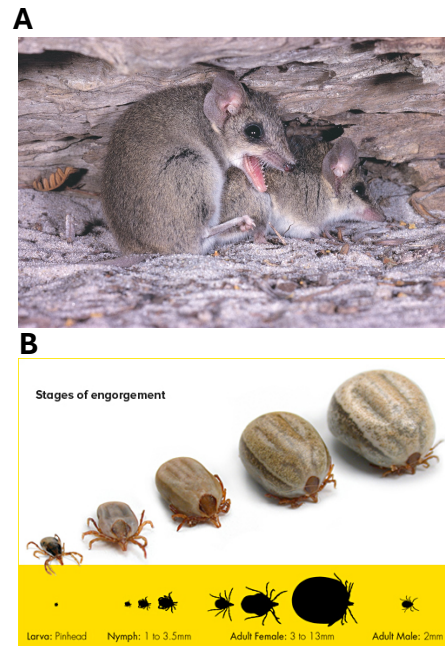 A
B
Stages of engorgement
Larva: Pinhead Nymph: 1 to 3.5mm Adult Female: 3 to 13mm Adult Male: 2mm